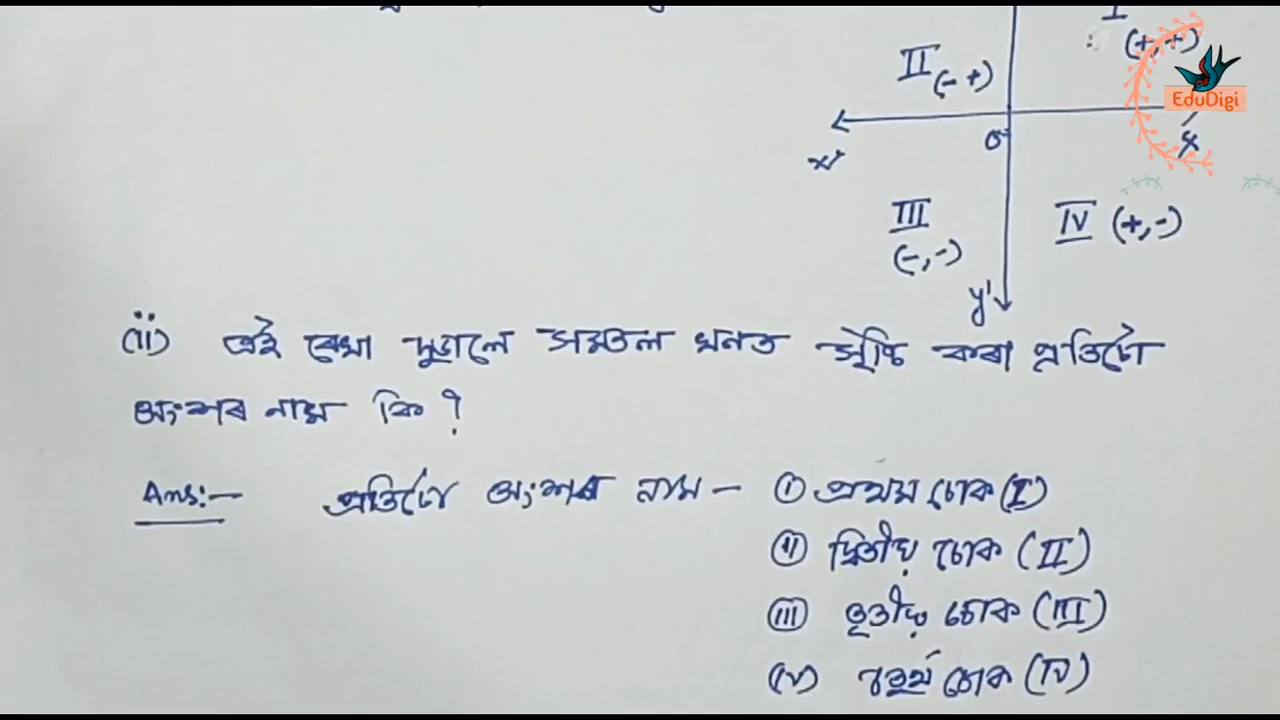 I
(+,+)
II
(- +)
EduDigi
x'
0
x
III
(-,-)
IV (+,-)
y'
(ii) এই ৰেখা দুডালে সমতল খনত সৃষ্টি কৰা প্ৰতিটো
অংশৰ নাম কি ?
Ans:- প্ৰতিটো অংশৰ নাম - (i) প্ৰথম চোক (I)
(ii) দ্বিতীয় চোক (II)
(iii) তৃতীয় চোক (III)
(iv) চতুৰ্থ চোক (IV)